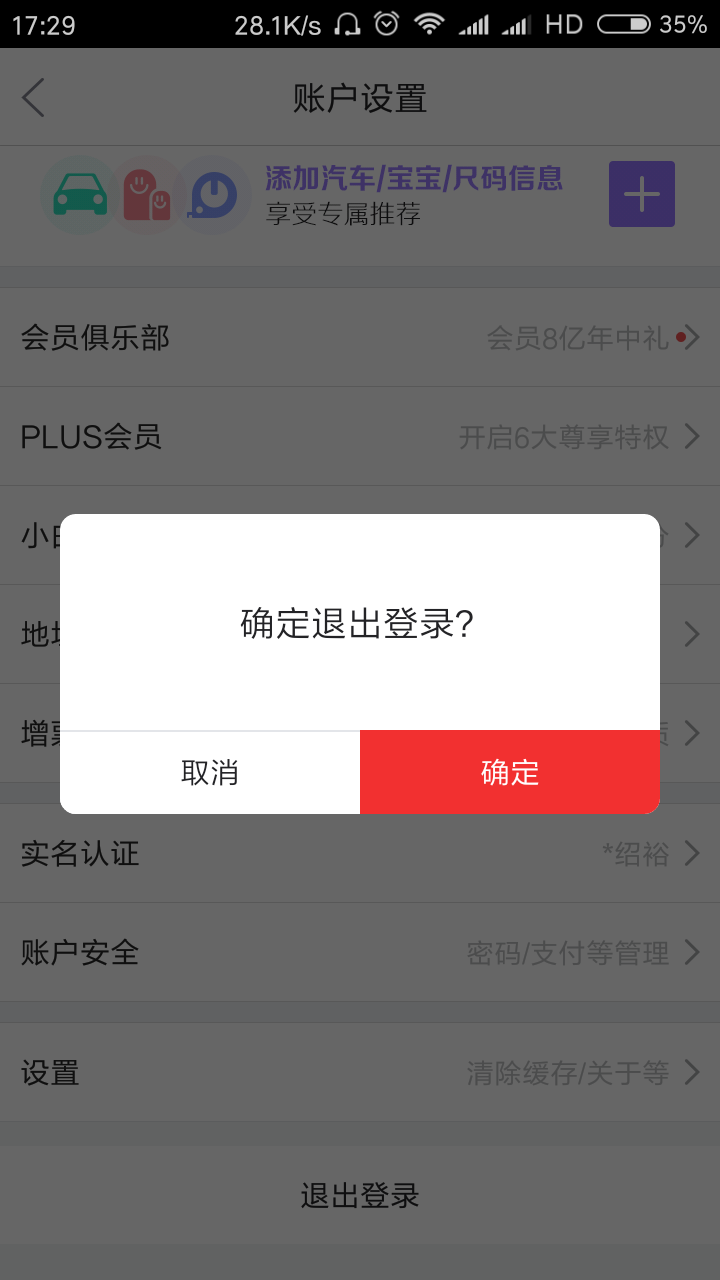 17:29 28.1K/s HD 35%
账户设置
添加汽车/宝宝/尺码信息
享受专属推荐
会员俱乐部 会员8亿年中礼
PLUS会员 开启6大尊享特权
小
地
增
确定退出登录?
取消 确定
实名认证 *绍裕
账户安全 密码/支付等管理
设置 清除缓存/关于等
退出登录